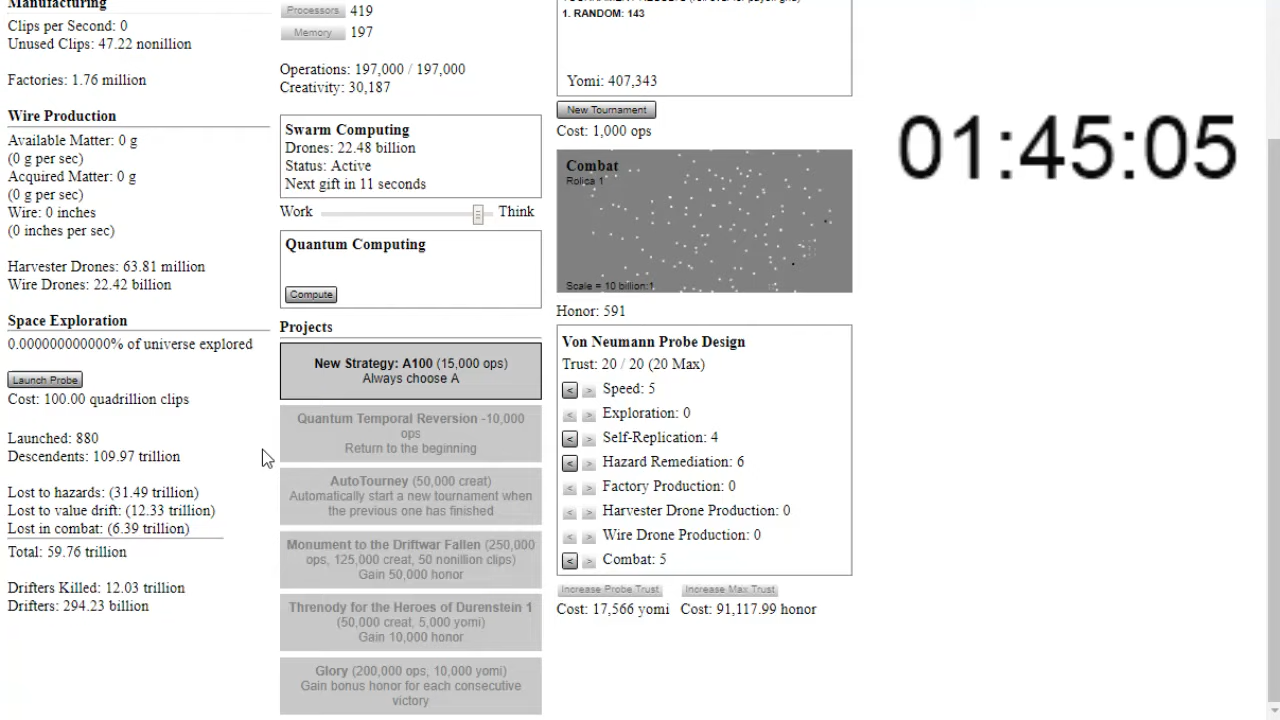 Manufacturing
Clips per Second: 0
Unused Clips: 47.22 nonillion
Factories: 1.76 million
Wire Production
Available Matter: 0 g
(0 g per sec)
Acquired Matter: 0 g
(0 g per sec)
Wire: 0 inches
(0 inches per sec)
Harvester Drones: 63.81 million
Wire Drones: 22.42 billion
Space Exploration
0.000000000000% of universe explored
Launch Probe
Cost: 100.00 quadrillion clips
Launched: 880
Descendents: 109.97 trillion
Lost to hazards: (31.49 trillion)
Lost to value drift: (12.33 trillion)
Lost in combat: (6.39 trillion)
Total: 59.76 trillion
Drifters Killed: 12.03 trillion
Drifters: 294.23 billion
Processors 419
Memory 197
Operations: 197,000 / 197,000
Creativity: 30,187
Swarm Computing
Drones: 22.48 billion
Status: Active
Next gift in 11 seconds
Work Think
Quantum Computing
Compute
Projects
New Strategy: A100 (15,000 ops)
Always choose A
Quantum Temporal Reversion -10,000
ops
Return to the beginning
AutoTourney (50,000 creat)
Automatically start a new tournament when
the previous one has finished
Monument to the Driftwar Fallen (250,000
ops, 125,000 creat, 50 nonillion clips)
Gain 50,000 honor
Threnody for the Heroes of Durenstein 1
(50,000 creat, 5,000 yomi)
Gain 10,000 honor
Glory (200,000 ops, 10,000 yomi)
Gain bonus honor for each consecutive
victory
1. RANDOM: 143
Yomi: 407,343
New Tournament
Cost: 1,000 ops
Combat
Rolica 1
Scale = 10 billion:1
Honor: 591
Von Neumann Probe Design
Trust: 20 / 20 (20 Max)
< > Speed: 5
< > Exploration: 0
< > Self-Replication: 4
< > Hazard Remediation: 6
< > Factory Production: 0
< > Harvester Drone Production: 0
< > Wire Drone Production: 0
< > Combat: 5
Increase Probe Trust Increase Max Trust
Cost: 17,566 yomi Cost: 91,117.99 honor
01:45:05